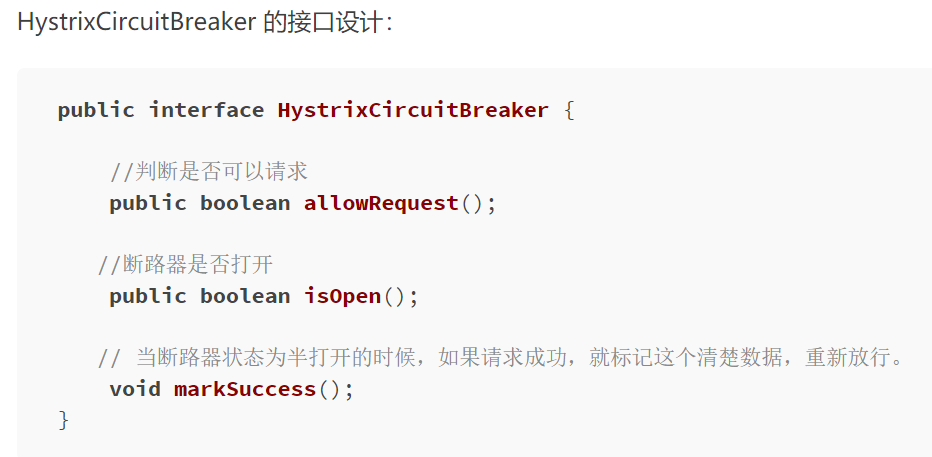 HystrixCircuitBreaker 的接口设计：
public interface HystrixCircuitBreaker {
//判断是否可以请求
public boolean allowRequest();
//断路器是否打开
public boolean isOpen();
// 当断路器状态为半打开的时候，如果请求成功，就标记这个清楚数据，重新放行。
void markSuccess();
}